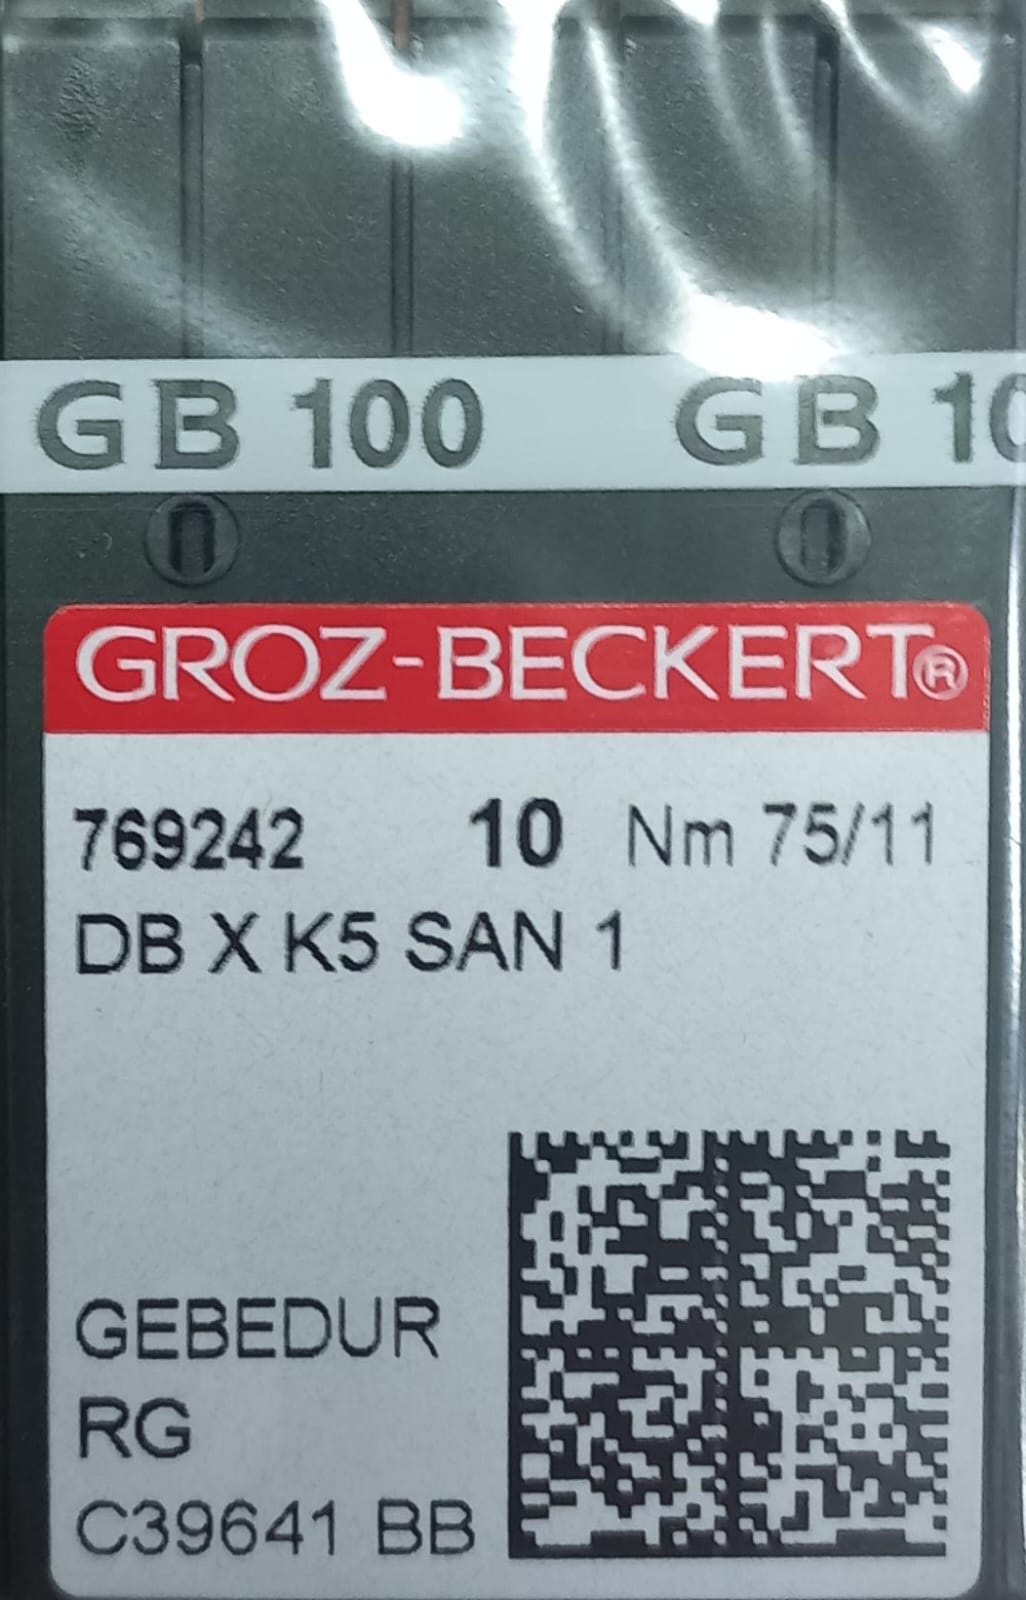 GB 100 GB 10
GROZ-BECKERT®
769242 10 Nm 75/11
DB X K5 SAN 1
GEBEDUR
RG
C39641 BB